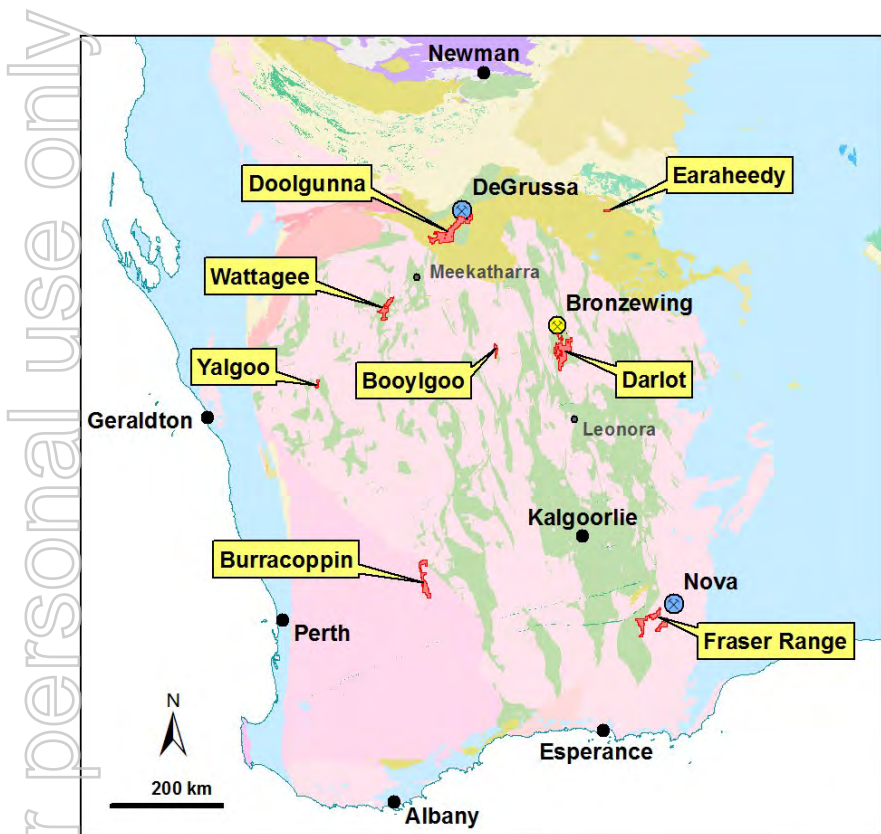 r personal use only
Newman
Doolgunna
DeGrussa
Earaheedy
Meekatharra
Wattagee
Bronzewing
Yalgoo
Booylgoo
Darlot
Geraldton
Leonora
Kalgoorlie
Burracoppin
Nova
Perth
Fraser Range
N
Esperance
200 km
Albany